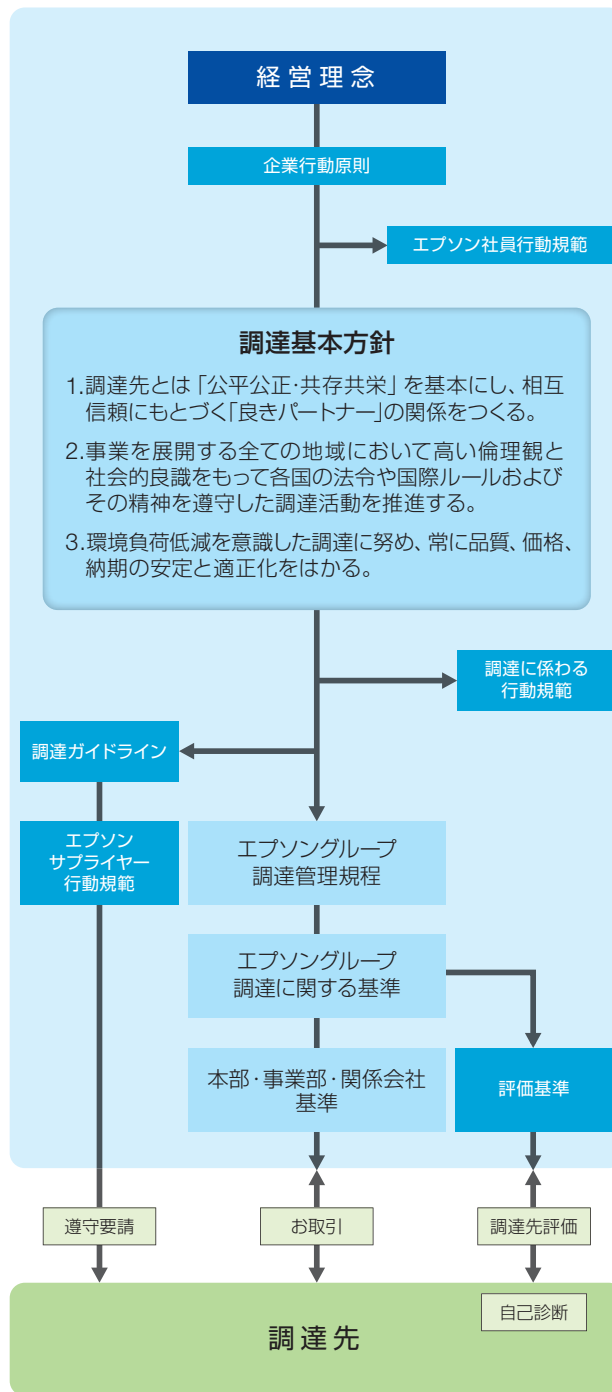 経営理念
企業行動原則
エプソン社員行動規範
調達基本方針
1.調達先とは「公平公正・共存共栄」を基本にし、相互
信頼にもとづく「良きパートナー」の関係をつくる。
2.事業を展開する全ての地域において高い倫理観と
社会的良識をもって各国の法令や国際ルールおよび
その精神を遵守した調達活動を推進する。
3.環境負荷低減を意識した調達に努め、常に品質、価格、
納期の安定と適正化をはかる。
調達に係わる
行動規範
調達ガイドライン
エプソン
サプライヤー
行動規範
エプソングループ
調達管理規程
エプソングループ
調達に関する基準
本部・事業部・関係会社
基準
評価基準
遵守要請
お取引
調達先評価
自己診断
調達先